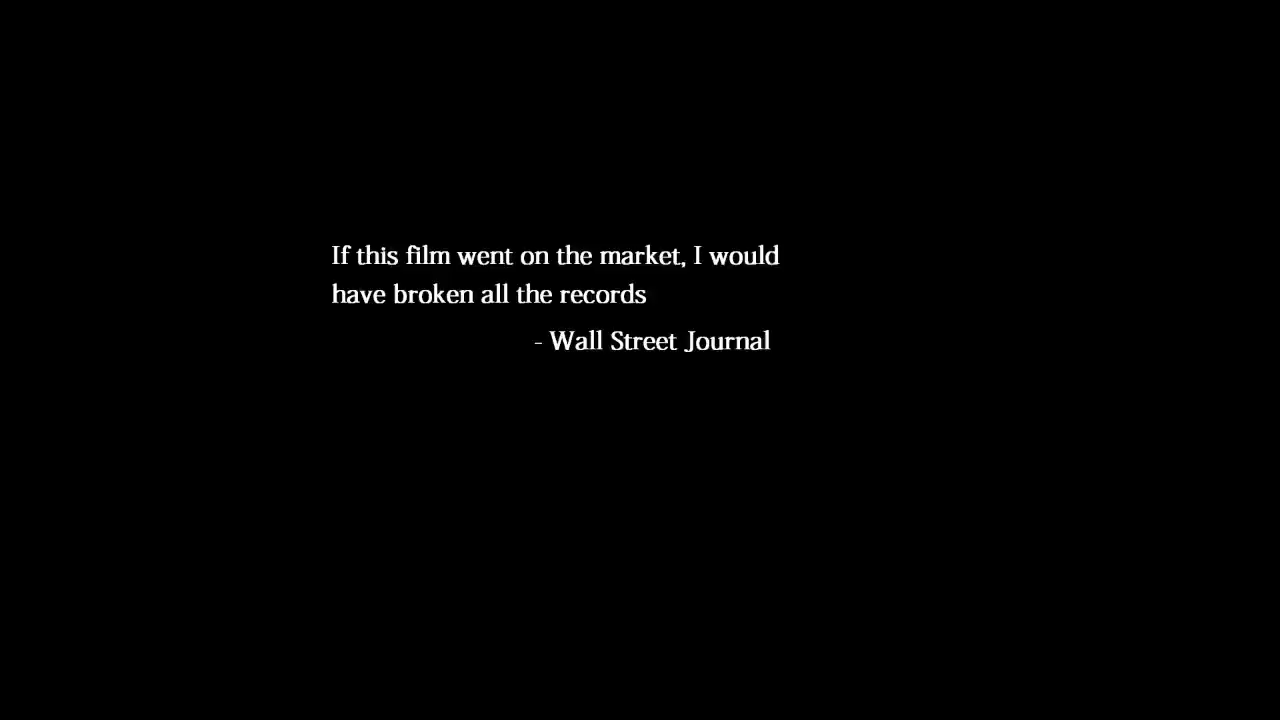 If this film went on the market, I would
have broken all the records
- Wall Street Journal